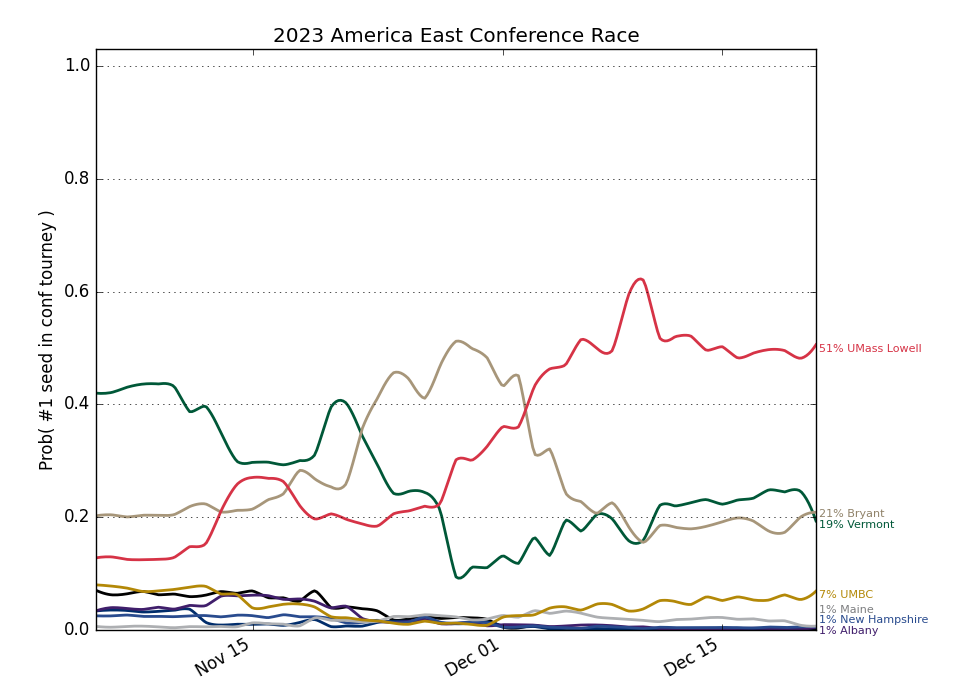 2023 America East Conference Race
Prob( #1 seed in conf tourney )
1.0
0.8
0.6
0.4
0.2
0.0
Nov 15
Dec 01
Dec 15
51% UMass Lowell
21% Bryant
19% Vermont
7% UMBC
1% Maine
1% New Hampshire
1% Albany